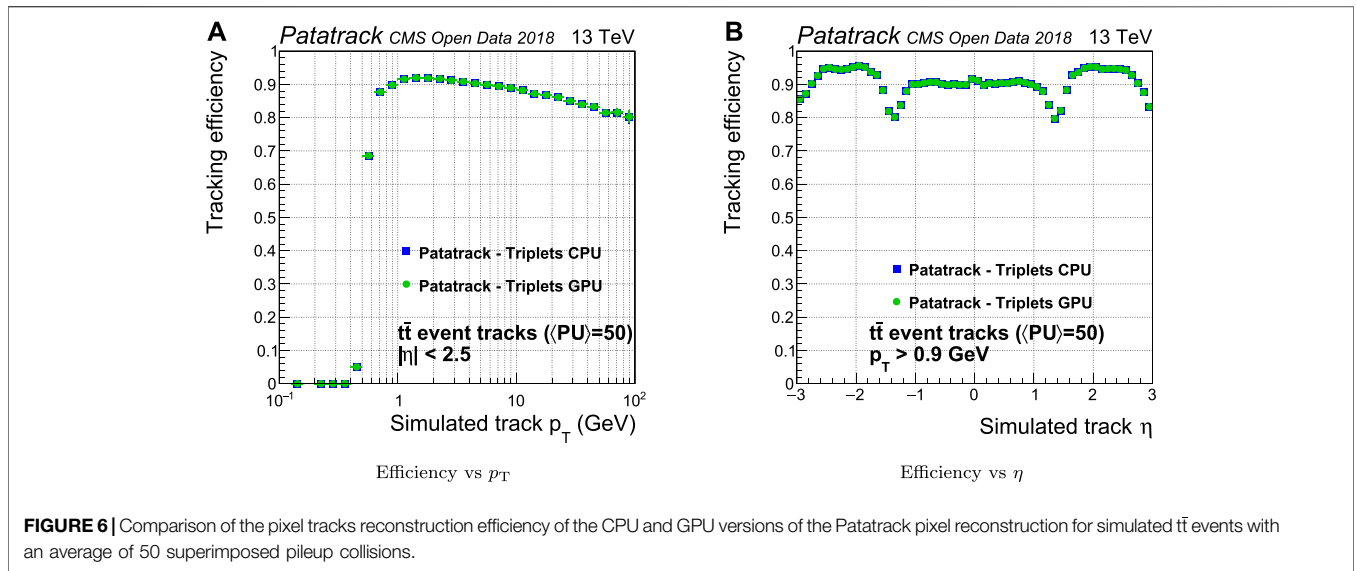 A
Patatrack CMS Open Data 2018 13 TeV
Tracking efficiency
1
0.9
0.8
0.7
0.6
0.5
0.4
0.3
0.2
0.1
0
Patatrack - Triplets CPU
Patatrack - Triplets GPU
tt̄ event tracks (⟨PU⟩=50)
|η| < 2.5
10⁻¹ 1 10 10²
Simulated track p_T (GeV)
Efficiency vs p_T
B
Patatrack CMS Open Data 2018 13 TeV
Tracking efficiency
1
0.9
0.8
0.7
0.6
0.5
0.4
0.3
0.2
0.1
0
Patatrack - Triplets CPU
Patatrack - Triplets GPU
tt̄ event tracks (⟨PU⟩=50)
p_T > 0.9 GeV
−3 −2 −1 0 1 2 3
Simulated track η
Efficiency vs η
FIGURE 6 | Comparison of the pixel tracks reconstruction efficiency of the CPU and GPU versions of the Patatrack pixel reconstruction for simulated tt̄ events with
an average of 50 superimposed pileup collisions.